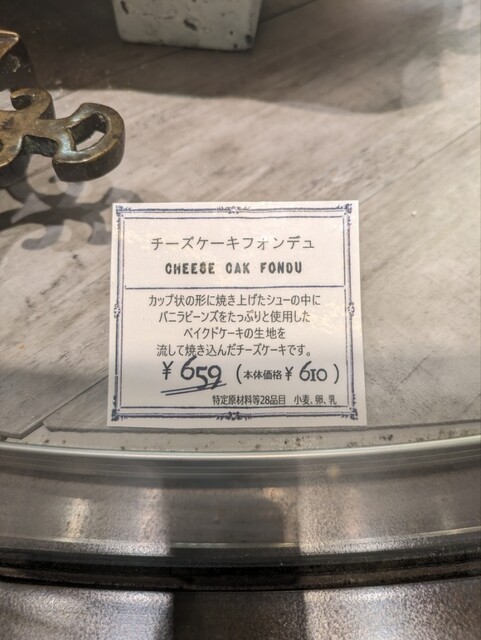 チーズケーキフォンデュ
CHEESE CAK FONDU
カップ状の形に焼き上げたシューの中に
バニラビーンズをたっぷりと使用した
ベイクドケーキの生地を
流して焼き込んだチーズケーキです。
¥659 (本体価格¥610)
特定原材料等28品目 小麦、卵、乳